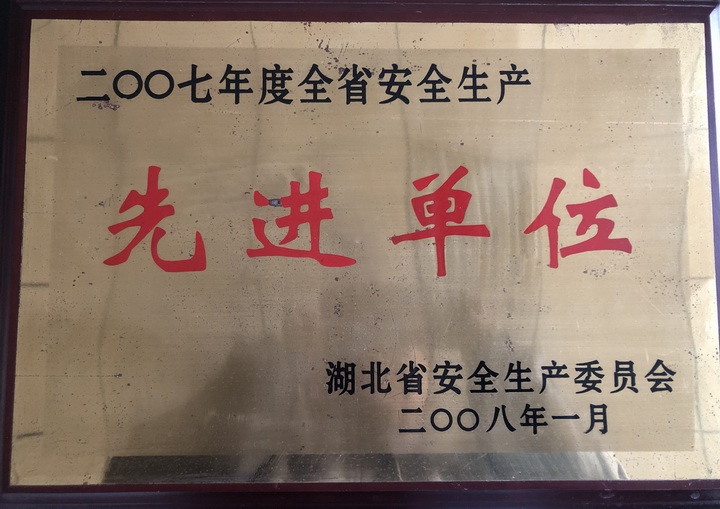 二〇〇七年度全省安全生产
先进单位
湖北省安全生产委员会
二〇〇八年一月